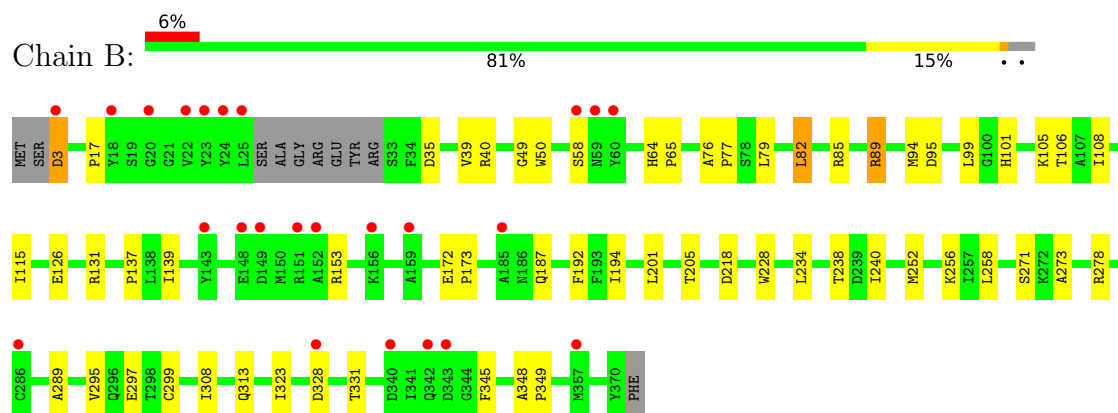 6%
Chain B:
81% 15% • •
MET SER D3 P17 Y18 S19 G20 G21 V22 Y23 Y24 L25 SER ALA GLY ARG GLU TYR ARG S33 F34 D35 V39 R40 G49 W50 S58 N59 Y60 H64 P65 A76 P77 S78 L79 L82 R85 R89 M94 D95 L99 G100 H101 K105 T106 A107 I108
I115 E126 R131 P137 L138 I139 Y143 E148 D149 M150 R151 A152 R153 K156 A159 E172 P173 A185 N186 Q187 F192 F193 I194 L201 T205 D218 W228 L234 T238 D239 I240 M252 K256 I257 L258 S271 K272 A273 R278
C286 A289 V295 Q296 E297 T298 C299 I308 Q313 I323 D328 T331 D340 I341 Q342 D343 G344 F345 A348 P349 M357 Y370 PHE